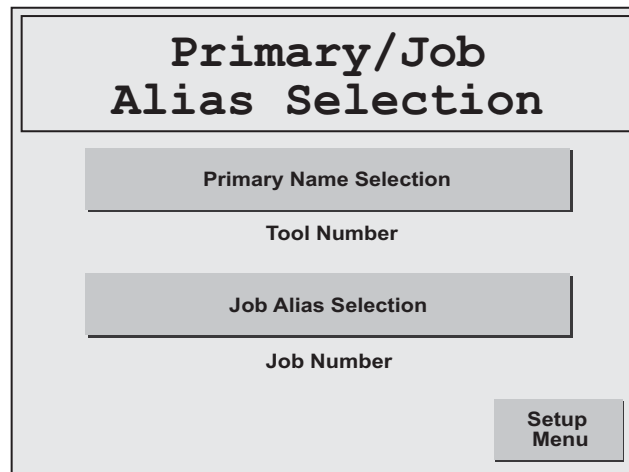 Primary/Job
Alias Selection
Primary Name Selection
Tool Number
Job Alias Selection
Job Number
Setup
Menu